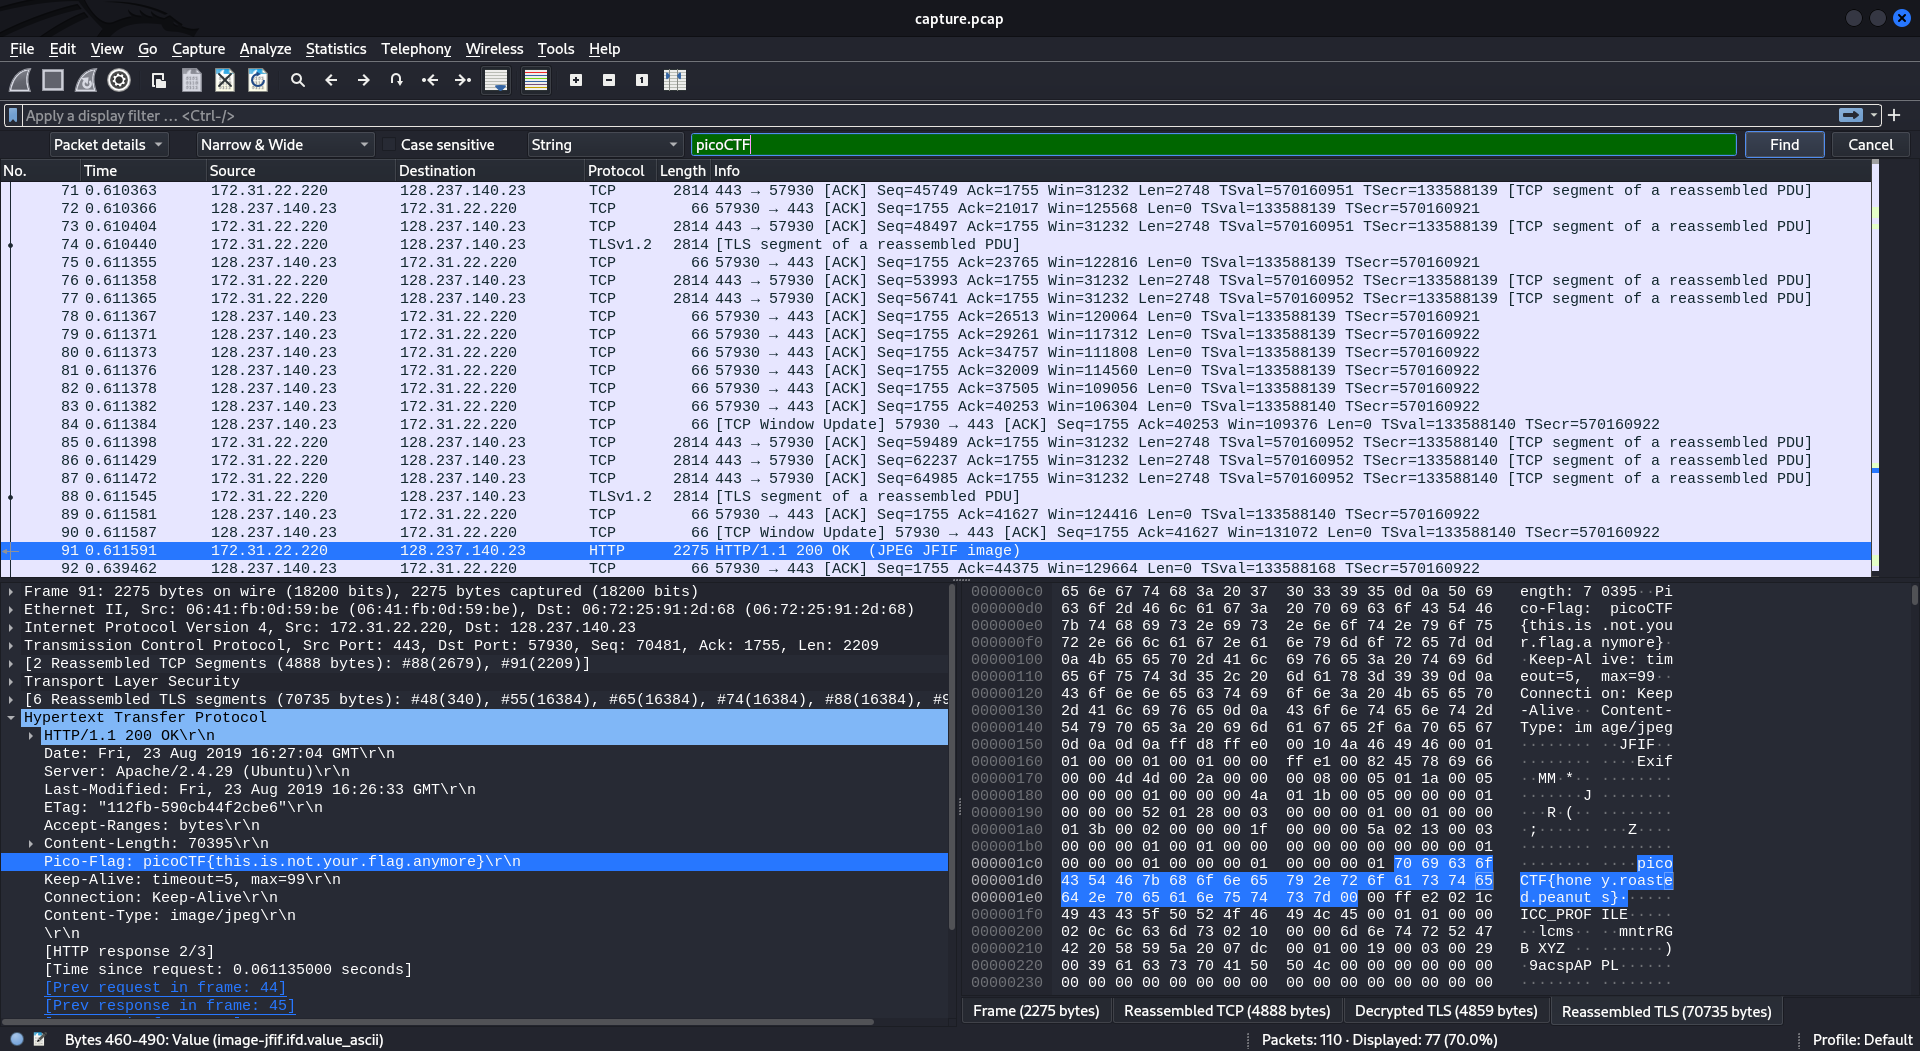 capture.pcap
File Edit View Go Capture Analyze Statistics Telephony Wireless Tools Help
Apply a display filter … <Ctrl-/>
Packet details Narrow & Wide Case sensitive String picoCTF Find Cancel
No. Time Source Destination Protocol Length Info
71 0.610363 172.31.22.220 128.237.140.23 TCP 2814 443 → 57930 [ACK] Seq=45749 Ack=1755 Win=31232 Len=2748 TSval=570160951 TSecr=133588139 [TCP segment of a reassembled PDU]
72 0.610366 128.237.140.23 172.31.22.220 TCP 66 57930 → 443 [ACK] Seq=1755 Ack=21017 Win=125568 Len=0 TSval=133588139 TSecr=570160921
73 0.610404 172.31.22.220 128.237.140.23 TCP 2814 443 → 57930 [ACK] Seq=48497 Ack=1755 Win=31232 Len=2748 TSval=570160951 TSecr=133588139 [TCP segment of a reassembled PDU]
74 0.610440 172.31.22.220 128.237.140.23 TLSv1.2 2814 [TLS segment of a reassembled PDU]
75 0.611355 128.237.140.23 172.31.22.220 TCP 66 57930 → 443 [ACK] Seq=1755 Ack=23765 Win=122816 Len=0 TSval=133588139 TSecr=570160921
76 0.611358 172.31.22.220 128.237.140.23 TCP 2814 443 → 57930 [ACK] Seq=53993 Ack=1755 Win=31232 Len=2748 TSval=570160952 TSecr=133588139 [TCP segment of a reassembled PDU]
77 0.611365 172.31.22.220 128.237.140.23 TCP 2814 443 → 57930 [ACK] Seq=56741 Ack=1755 Win=31232 Len=2748 TSval=570160952 TSecr=133588139 [TCP segment of a reassembled PDU]
78 0.611367 128.237.140.23 172.31.22.220 TCP 66 57930 → 443 [ACK] Seq=1755 Ack=26513 Win=120064 Len=0 TSval=133588139 TSecr=570160921
79 0.611371 128.237.140.23 172.31.22.220 TCP 66 57930 → 443 [ACK] Seq=1755 Ack=29261 Win=117312 Len=0 TSval=133588139 TSecr=570160922
80 0.611373 128.237.140.23 172.31.22.220 TCP 66 57930 → 443 [ACK] Seq=1755 Ack=34757 Win=111808 Len=0 TSval=133588139 TSecr=570160922
81 0.611376 128.237.140.23 172.31.22.220 TCP 66 57930 → 443 [ACK] Seq=1755 Ack=32009 Win=114560 Len=0 TSval=133588139 TSecr=570160922
82 0.611378 128.237.140.23 172.31.22.220 TCP 66 57930 → 443 [ACK] Seq=1755 Ack=37505 Win=109056 Len=0 TSval=133588139 TSecr=570160922
83 0.611382 128.237.140.23 172.31.22.220 TCP 66 57930 → 443 [ACK] Seq=1755 Ack=40253 Win=106304 Len=0 TSval=133588140 TSecr=570160922
84 0.611384 128.237.140.23 172.31.22.220 TCP 66 [TCP Window Update] 57930 → 443 [ACK] Seq=1755 Ack=40253 Win=109376 Len=0 TSval=133588140 TSecr=570160922
85 0.611398 172.31.22.220 128.237.140.23 TCP 2814 443 → 57930 [ACK] Seq=59489 Ack=1755 Win=31232 Len=2748 TSval=570160952 TSecr=133588140 [TCP segment of a reassembled PDU]
86 0.611429 172.31.22.220 128.237.140.23 TCP 2814 443 → 57930 [ACK] Seq=62237 Ack=1755 Win=31232 Len=2748 TSval=570160952 TSecr=133588140 [TCP segment of a reassembled PDU]
87 0.611472 172.31.22.220 128.237.140.23 TCP 2814 443 → 57930 [ACK] Seq=64985 Ack=1755 Win=31232 Len=2748 TSval=570160952 TSecr=133588140 [TCP segment of a reassembled PDU]
88 0.611545 172.31.22.220 128.237.140.23 TLSv1.2 2814 [TLS segment of a reassembled PDU]
89 0.611581 128.237.140.23 172.31.22.220 TCP 66 57930 → 443 [ACK] Seq=1755 Ack=41627 Win=124416 Len=0 TSval=133588140 TSecr=570160922
90 0.611587 128.237.140.23 172.31.22.220 TCP 66 [TCP Window Update] 57930 → 443 [ACK] Seq=1755 Ack=41627 Win=131072 Len=0 TSval=133588140 TSecr=570160922
91 0.611591 172.31.22.220 128.237.140.23 HTTP 2275 HTTP/1.1 200 OK (JPEG JFIF image)
92 0.639462 128.237.140.23 172.31.22.220 TCP 66 57930 → 443 [ACK] Seq=1755 Ack=44375 Win=129664 Len=0 TSval=133588168 TSecr=570160922
Frame 91: 2275 bytes on wire (18200 bits), 2275 bytes captured (18200 bits)
Ethernet II, Src: 06:41:fb:0d:59:be (06:41:fb:0d:59:be), Dst: 06:72:25:91:2d:68 (06:72:25:91:2d:68)
Internet Protocol Version 4, Src: 172.31.22.220, Dst: 128.237.140.23
Transmission Control Protocol, Src Port: 443, Dst Port: 57930, Seq: 70481, Ack: 1755, Len: 2209
[2 Reassembled TCP Segments (4888 bytes): #88(2679), #91(2209)]
Transport Layer Security
[6 Reassembled TLS segments (70735 bytes): #48(340), #55(16384), #65(16384), #74(16384), #88(16384), #9
Hypertext Transfer Protocol
HTTP/1.1 200 OK\r\n
Date: Fri, 23 Aug 2019 16:27:04 GMT\r\n
Server: Apache/2.4.29 (Ubuntu)\r\n
Last-Modified: Fri, 23 Aug 2019 16:26:33 GMT\r\n
ETag: "112fb-590cb44f2cbe6"\r\n
Accept-Ranges: bytes\r\n
Content-Length: 70395\r\n
Pico-Flag: picoCTF{this.is.not.your.flag.anymore}\r\n
Keep-Alive: timeout=5, max=99\r\n
Connection: Keep-Alive\r\n
Content-Type: image/jpeg\r\n
\r\n
[HTTP response 2/3]
[Time since request: 0.061135000 seconds]
[Prev request in frame: 44]
[Prev response in frame: 45]
000000c0 65 6e 67 74 68 3a 20 37 30 33 39 35 0d 0a 50 69 ength: 7 0395··Pi
000000d0 63 6f 2d 46 6c 61 67 3a 20 70 69 63 6f 43 54 46 co-Flag: picoCTF
000000e0 7b 74 68 69 73 2e 69 73 2e 6e 6f 74 2e 79 6f 75 {this.is .not.you
000000f0 72 2e 66 6c 61 67 2e 61 6e 79 6d 6f 72 65 7d 0d r.flag.a nymore}·
00000100 0a 4b 65 65 70 2d 41 6c 69 76 65 3a 20 74 69 6d ·Keep-Al ive: tim
00000110 65 6f 75 74 3d 35 2c 20 6d 61 78 3d 39 39 0d 0a eout=5, max=99··
00000120 43 6f 6e 6e 65 63 74 69 6f 6e 3a 20 4b 65 65 70 Connecti on: Keep
00000130 2d 41 6c 69 76 65 0d 0a 43 6f 6e 74 65 6e 74 2d -Alive·· Content-
00000140 54 79 70 65 3a 20 69 6d 61 67 65 2f 6a 70 65 67 Type: im age/jpeg
00000150 0d 0a 0d 0a ff d8 ff e0 00 10 4a 46 49 46 00 01 ········ ··JFIF··
00000160 01 00 00 01 00 01 00 00 ff e1 00 82 45 78 69 66 ········ ····Exif
00000170 00 00 4d 4d 00 2a 00 00 00 08 00 05 01 1a 00 05 ··MM·*·· ········
00000180 00 00 00 01 00 00 00 4a 01 1b 00 05 00 00 00 01 ·······J ········
00000190 00 00 00 52 01 28 00 03 00 00 00 01 00 01 00 00 ···R·(·· ········
000001a0 01 3b 00 02 00 00 00 1f 00 00 00 5a 02 13 00 03 ·;······ ···Z····
000001b0 00 00 00 01 00 01 00 00 00 00 00 00 00 00 00 01 ········ ········
000001c0 00 00 00 01 00 00 00 01 00 00 00 01 70 69 63 6f ········ ····pico
000001d0 43 54 46 7b 68 6f 6e 65 79 2e 72 6f 61 73 74 65 CTF{hone y.roaste
000001e0 64 2e 70 65 61 6e 75 74 73 7d 00 00 ff e2 02 1c d.peanut s}······
000001f0 49 43 43 5f 50 52 4f 46 49 4c 45 00 01 01 00 00 ICC_PROF ILE·····
00000200 02 0c 6c 63 6d 73 02 10 00 00 6d 6e 74 72 52 47 ··lcms·· ··mntrRG
00000210 42 20 58 59 5a 20 07 dc 00 01 00 19 00 03 00 29 B XYZ ·· ·······)
00000220 00 39 61 63 73 70 41 50 50 4c 00 00 00 00 00 00 ·9acspAP PL······
00000230 00 00 00 00 00 00 00 00 00 00 00 00 00 00 00 00 ········ ········
Frame (2275 bytes) Reassembled TCP (4888 bytes) Decrypted TLS (4859 bytes) Reassembled TLS (70735 bytes)
Bytes 460-490: Value (image-jfif.ifd.value_ascii) Packets: 110 · Displayed: 77 (70.0%) Profile: Default